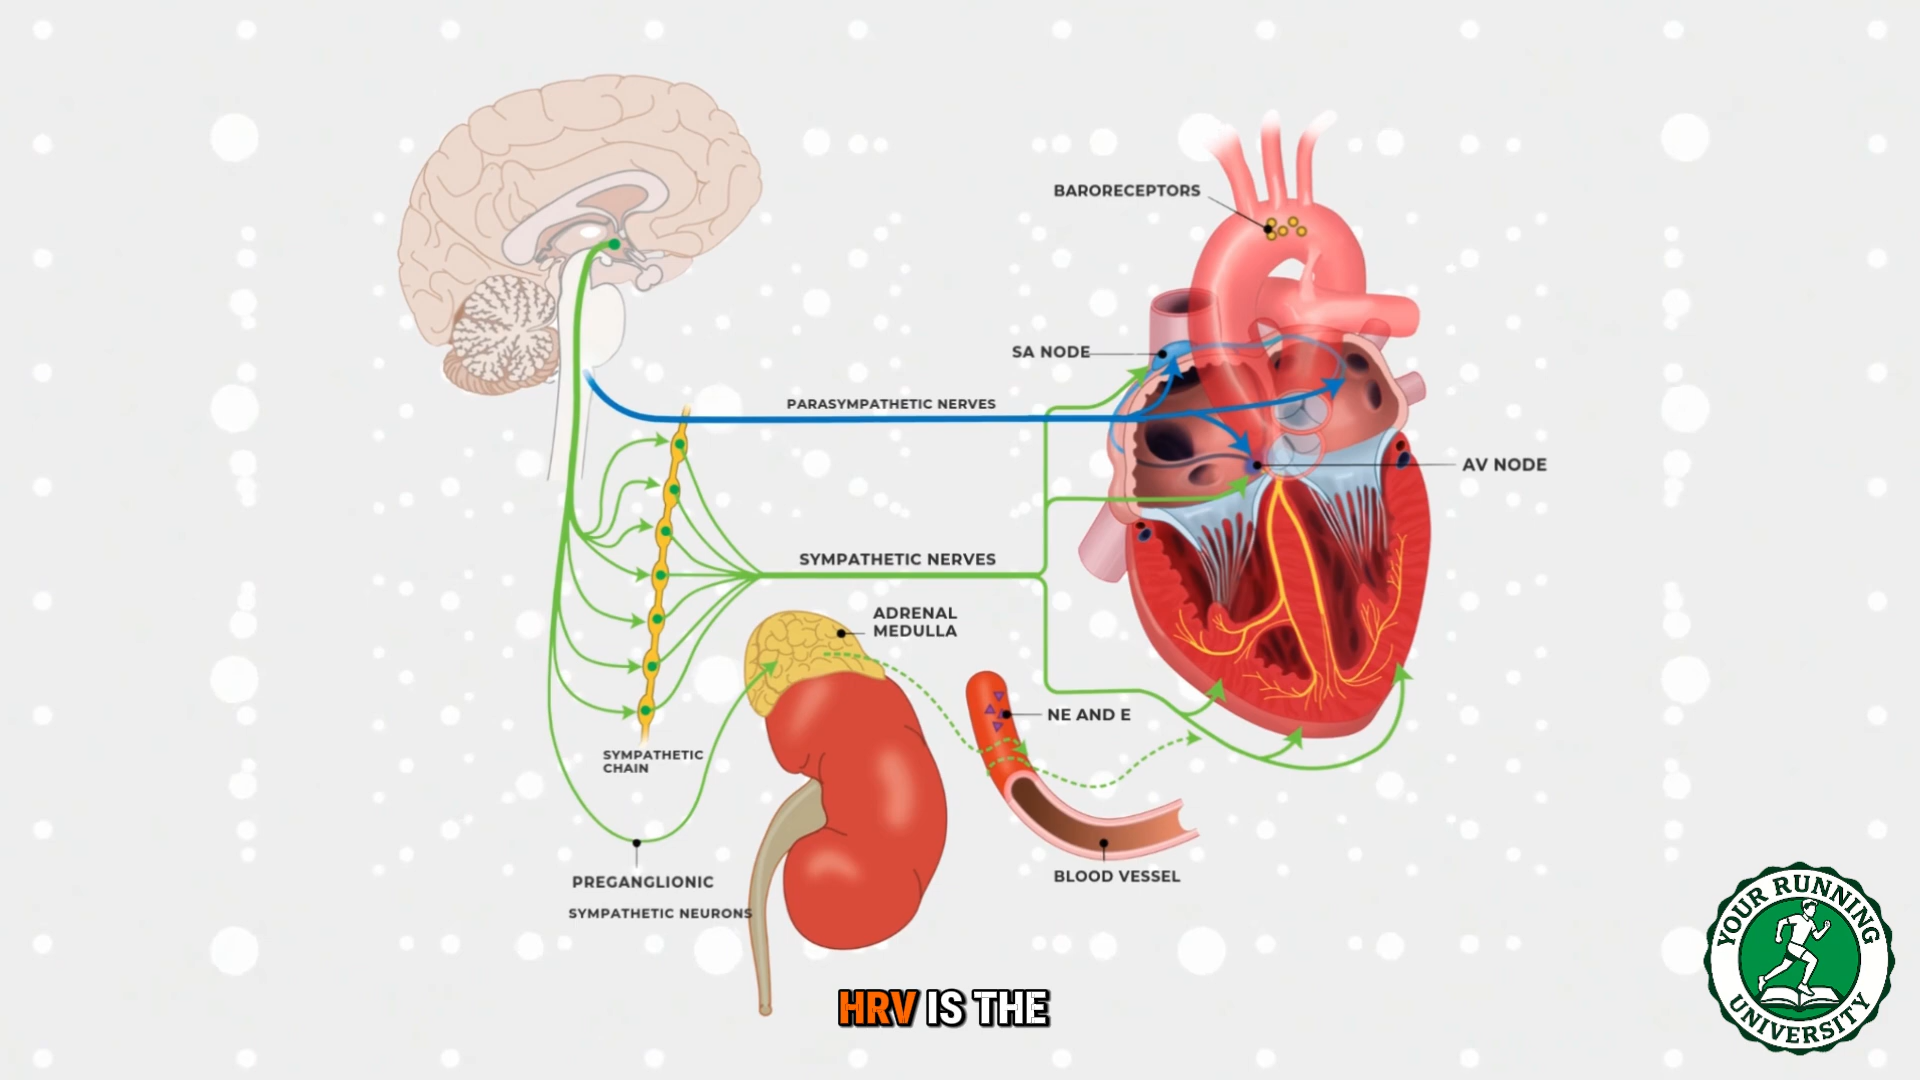 BARORECEPTORS
SA NODE
PARASYMPATHETIC NERVES
AV NODE
SYMPATHETIC NERVES
ADRENAL
MEDULLA
NE AND E
SYMPATHETIC
CHAIN
BLOOD VESSEL
PREGANGLIONIC
SYMPATHETIC NEURONS
HRV IS THE
YOUR RUNNING
UNIVERSITY